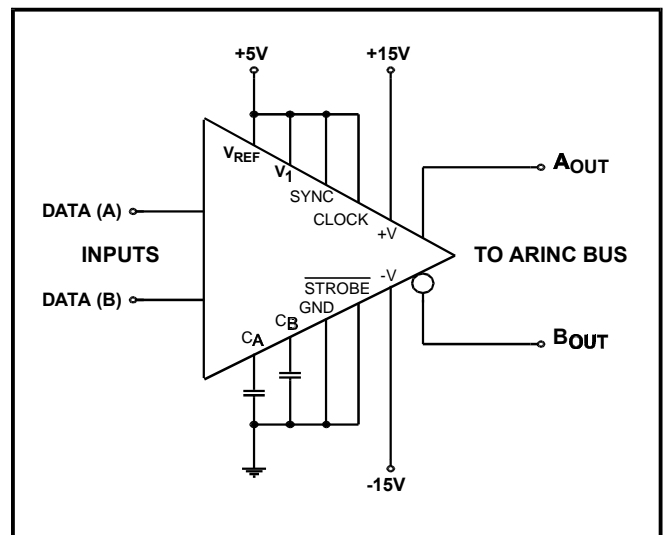 +5V
+15V
VREF
V1
SYNC
CLOCK
+V
AOUT
DATA (A)
INPUTS
TO ARINC BUS
DATA (B)
STROBE
-V
GND
CB
CA
BOUT
-15V